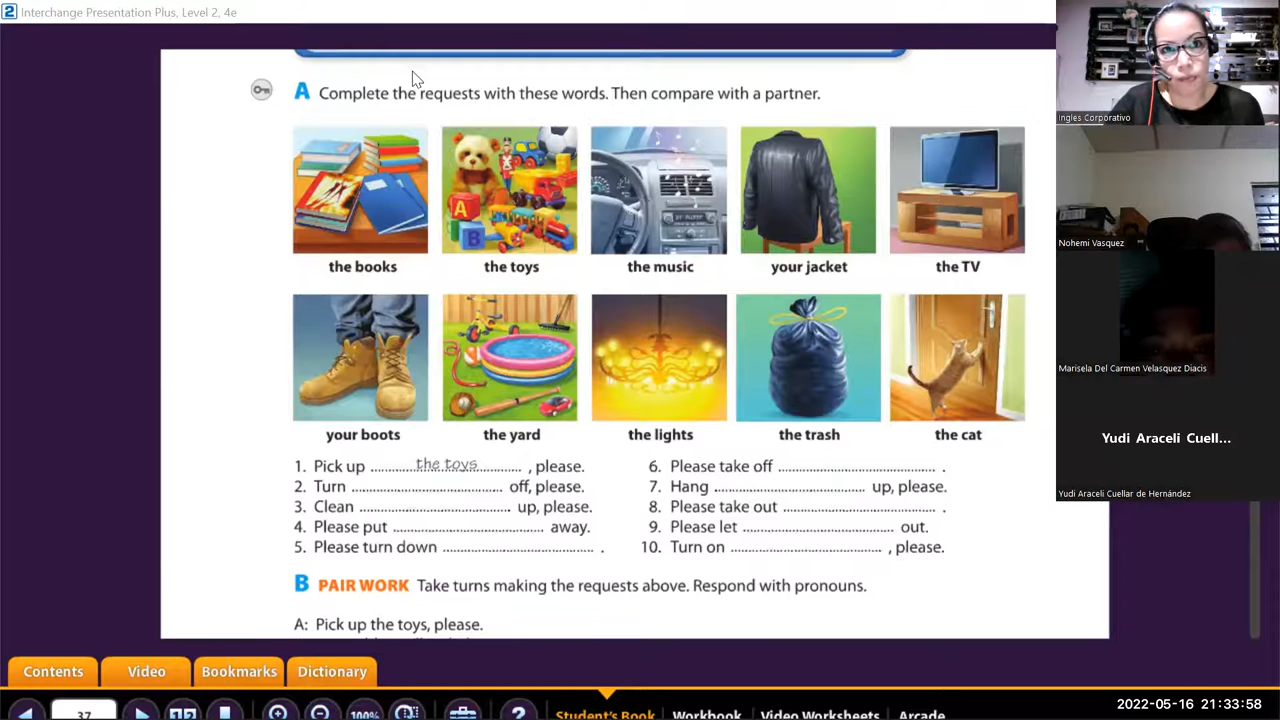 Interchange Presentation Plus, Level 2, 4e
A Complete the requests with these words. Then compare with a partner.
the books the toys the music your jacket the TV
your boots the yard the lights the trash the cat
1. Pick up the toys , please.
2. Turn .................... off, please.
3. Clean .................... up, please.
4. Please put .................... away.
5. Please turn down .................... .
6. Please take off .................... .
7. Hang .................... up, please.
8. Please take out .................... .
9. Please let .................... out.
10. Turn on .................... , please.
B PAIR WORK Take turns making the requests above. Respond with pronouns.
A: Pick up the toys, please.
Ingles Corporativo
Nohemi Vasquez
Marisela Del Carmen Velasquez Diacis
Yudi Araceli Cuell...
Yudi Araceli Cuellar de Hernández
Contents Video Bookmarks Dictionary
37
100%
Student's Book Workbook Video Worksheets Arcade
2022-05-16 21:33:58